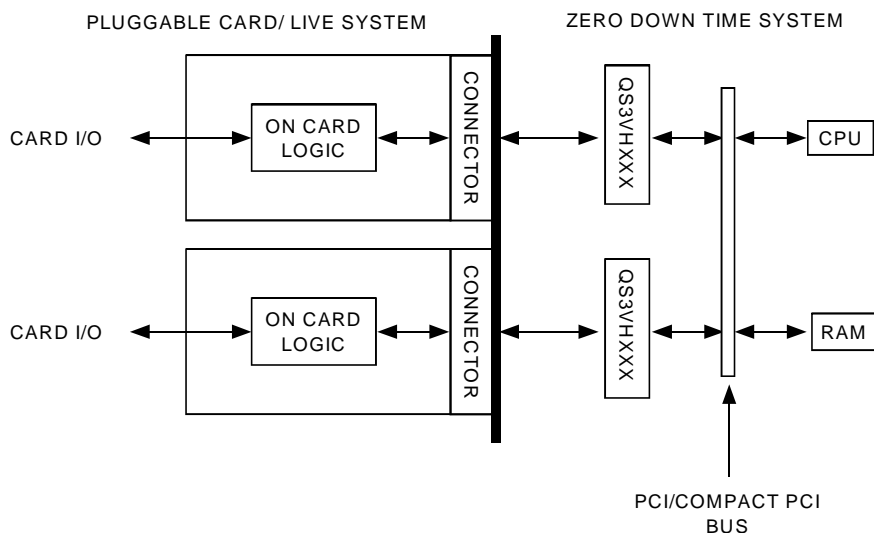 PLUGGABLE CARD/ LIVE SYSTEM
ZERO DOWN TIME SYSTEM
CARD I/O
ON CARD
LOGIC
CONNECTOR
QS3VHXXX
CPU
CARD I/O
ON CARD
LOGIC
CONNECTOR
QS3VHXXX
RAM
PCI/COMPACT PCI
BUS